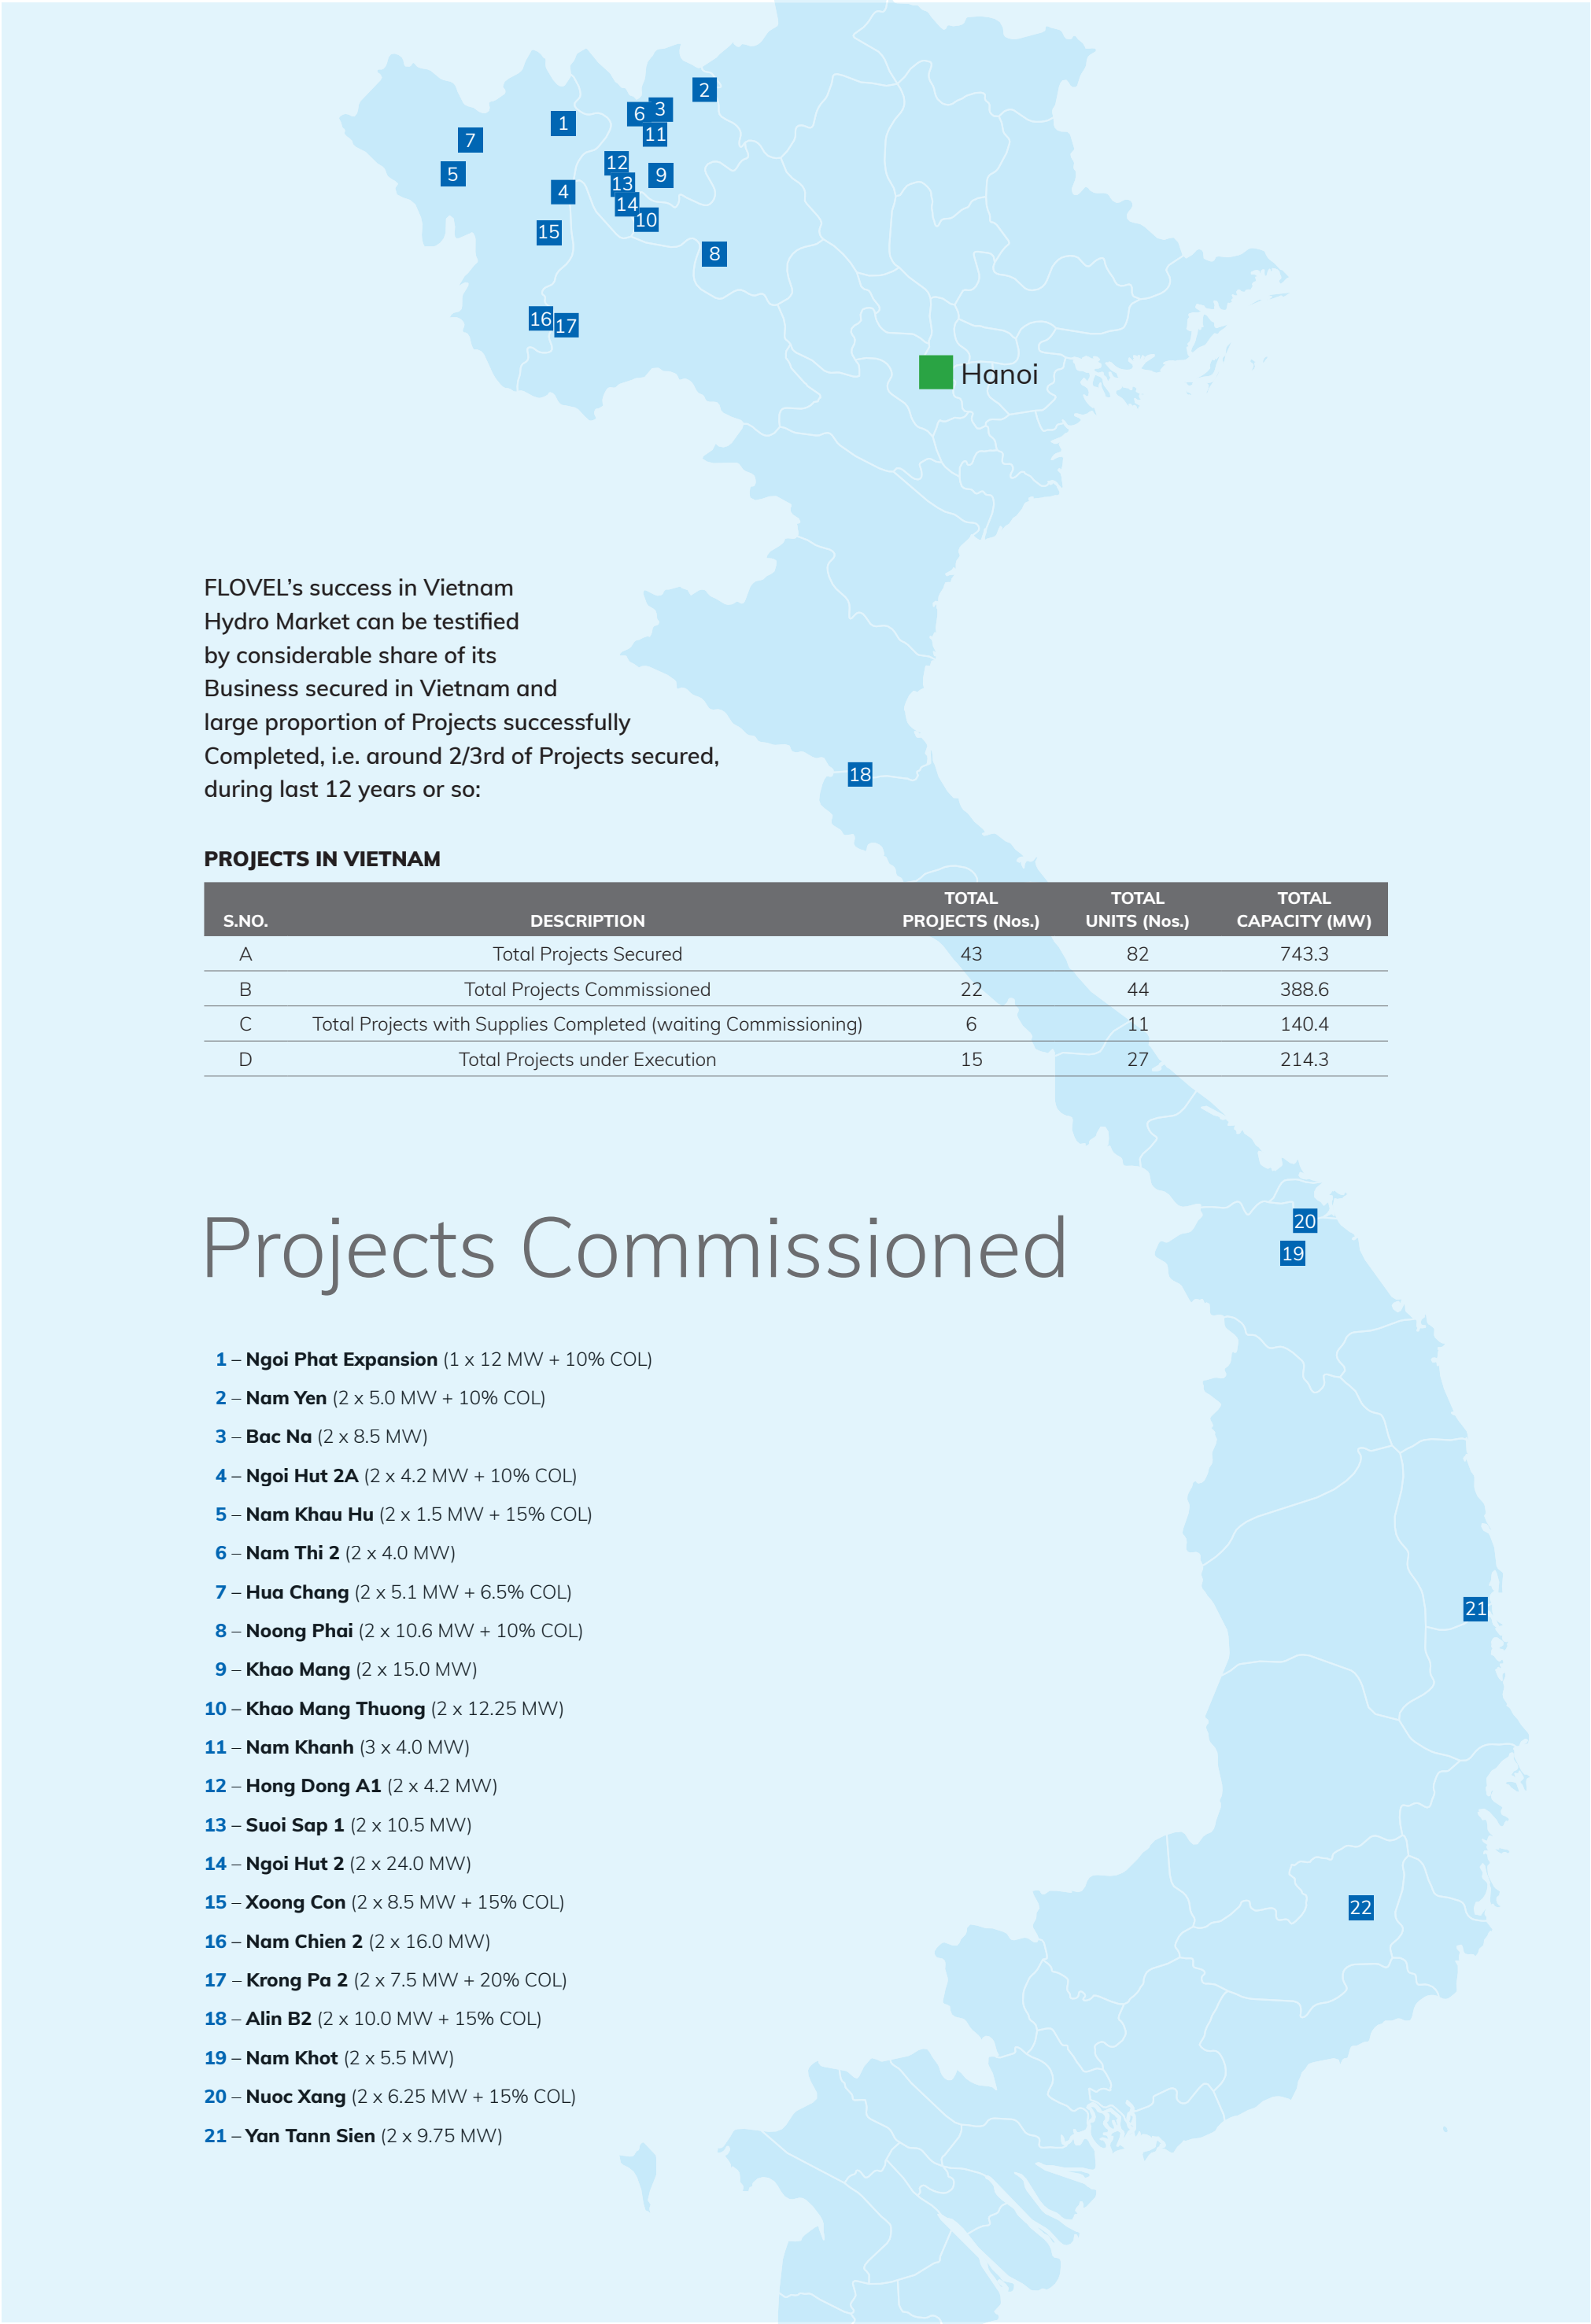 2
3
6
1
11
7
12
9
5
13
4
14
10
15
8
16
17
Hanoi
FLOVEL’s success in Vietnam
Hydro Market can be testified
by considerable share of its
Business secured in Vietnam and
large proportion of Projects successfully
Completed, i.e. around 2/3rd of Projects secured,
during last 12 years or so:
18
PROJECTS IN VIETNAM
S.NO. DESCRIPTION TOTAL PROJECTS (Nos.) TOTAL UNITS (Nos.) TOTAL CAPACITY (MW)
A Total Projects Secured 43 82 743.3
B Total Projects Commissioned 22 44 388.6
C Total Projects with Supplies Completed (waiting Commissioning) 6 11 140.4
D Total Projects under Execution 15 27 214.3
20
19
Projects Commissioned
1 – Ngoi Phat Expansion (1 x 12 MW + 10% COL)
2 – Nam Yen (2 x 5.0 MW + 10% COL)
3 – Bac Na (2 x 8.5 MW)
4 – Ngoi Hut 2A (2 x 4.2 MW + 10% COL)
5 – Nam Khau Hu (2 x 1.5 MW + 15% COL)
6 – Nam Thi 2 (2 x 4.0 MW)
7 – Hua Chang (2 x 5.1 MW + 6.5% COL)
8 – Noong Phai (2 x 10.6 MW + 10% COL)
9 – Khao Mang (2 x 15.0 MW)
10 – Khao Mang Thuong (2 x 12.25 MW)
11 – Nam Khanh (3 x 4.0 MW)
12 – Hong Dong A1 (2 x 4.2 MW)
13 – Suoi Sap 1 (2 x 10.5 MW)
14 – Ngoi Hut 2 (2 x 24.0 MW)
15 – Xoong Con (2 x 8.5 MW + 15% COL)
16 – Nam Chien 2 (2 x 16.0 MW)
17 – Krong Pa 2 (2 x 7.5 MW + 20% COL)
18 – Alin B2 (2 x 10.0 MW + 15% COL)
19 – Nam Khot (2 x 5.5 MW)
20 – Nuoc Xang (2 x 6.25 MW + 15% COL)
21 – Yan Tann Sien (2 x 9.75 MW)
21
22